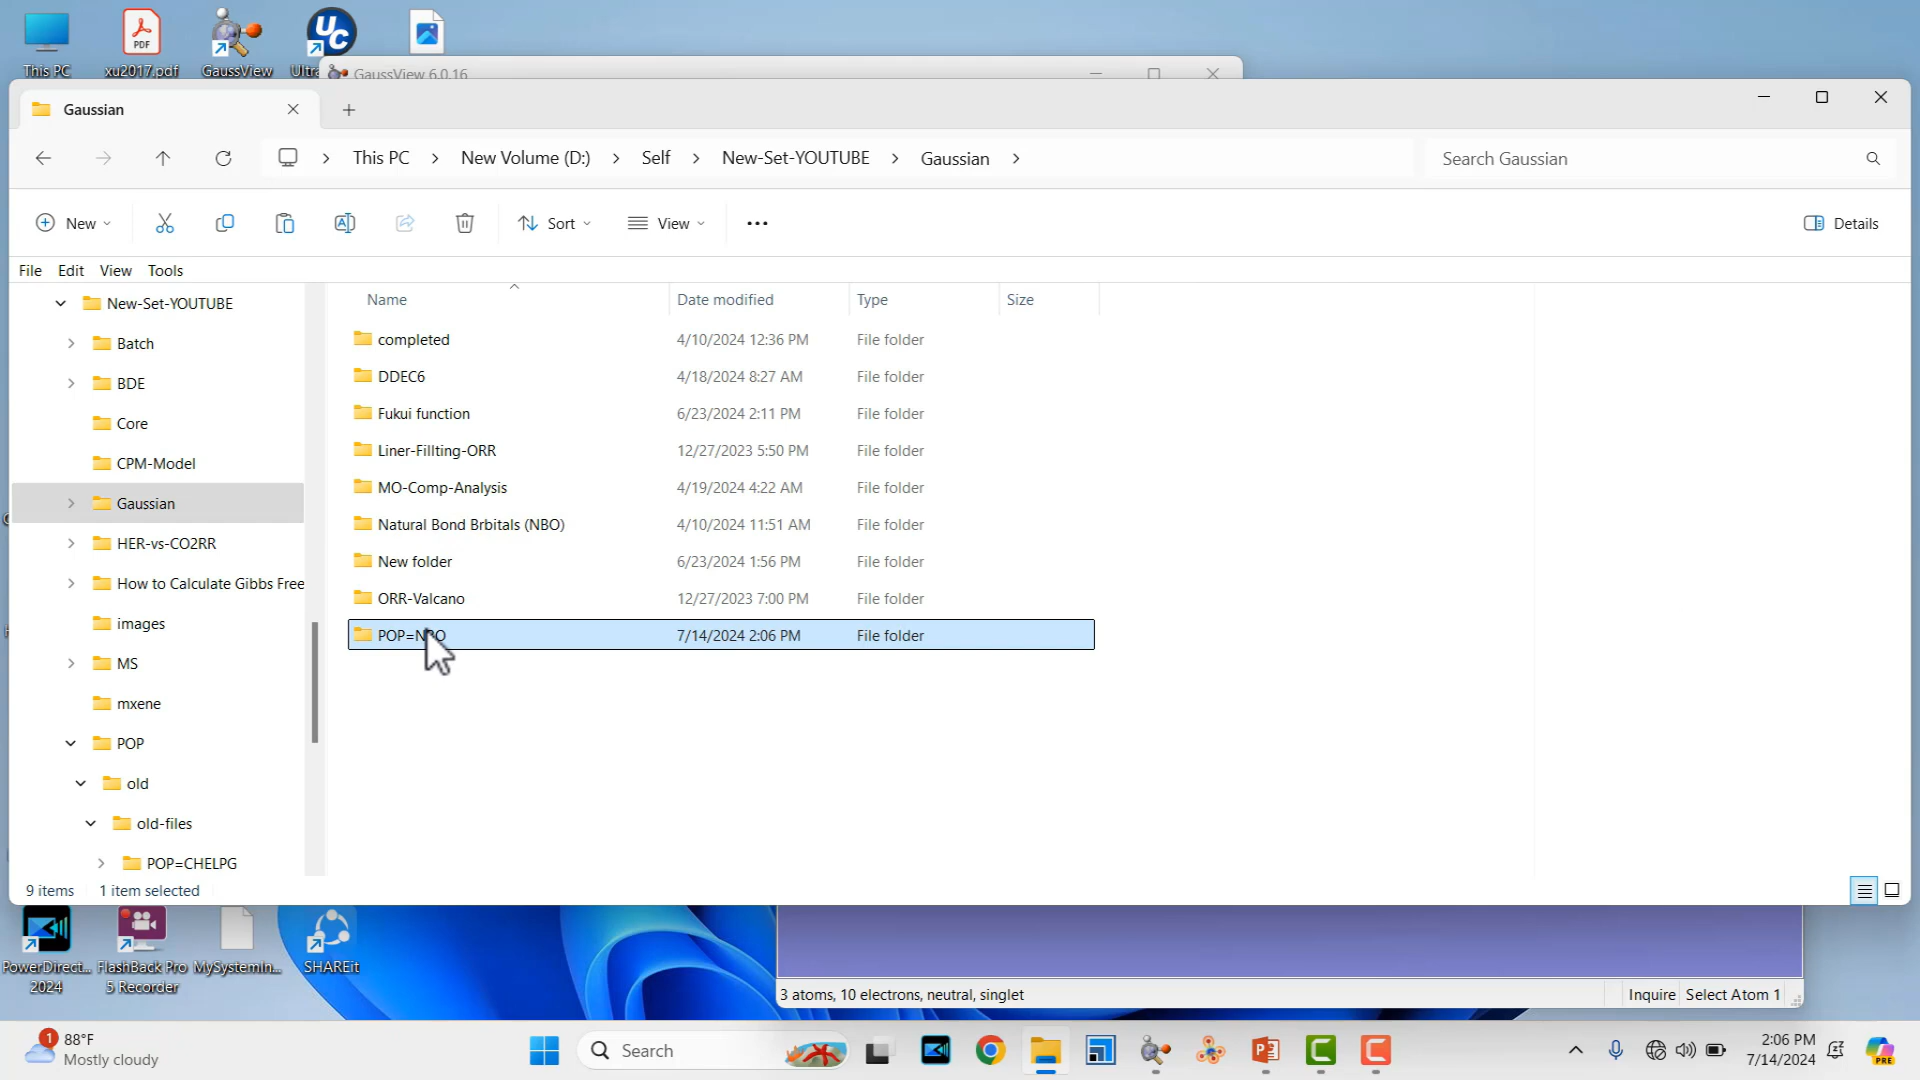 This PC
xu2017.pdf
GaussView
Ultra
GaussView 6.0.16
PDF
UC
Gaussian
This PC > New Volume (D:) > Self > New-Set-YOUTUBE > Gaussian >
Search Gaussian
New
Sort
View
Details
File Edit View Tools
Name Date modified Type Size
New-Set-YOUTUBE
Batch
BDE
Core
CPM-Model
Gaussian
HER-vs-CO2RR
How to Calculate Gibbs Free
images
MS
mxene
POP
old
old-files
POP=CHELPG
completed 4/10/2024 12:36 PM File folder
DDEC6 4/18/2024 8:27 AM File folder
Fukui function 6/23/2024 2:11 PM File folder
Liner-Fillting-ORR 12/27/2023 5:50 PM File folder
MO-Comp-Analysis 4/19/2024 4:22 AM File folder
Natural Bond Brbitals (NBO) 4/10/2024 11:51 AM File folder
New folder 6/23/2024 1:56 PM File folder
ORR-Valcano 12/27/2023 7:00 PM File folder
POP=NBO 7/14/2024 2:06 PM File folder
9 items 1 item selected
PowerDirect... 2024
FlashBack Pro 5 Recorder
MySystemin...
SHAREit
3 atoms, 10 electrons, neutral, singlet
Inquire Select Atom 1
1
88°F
Mostly cloudy
Search
2:06 PM
7/14/2024
PRE